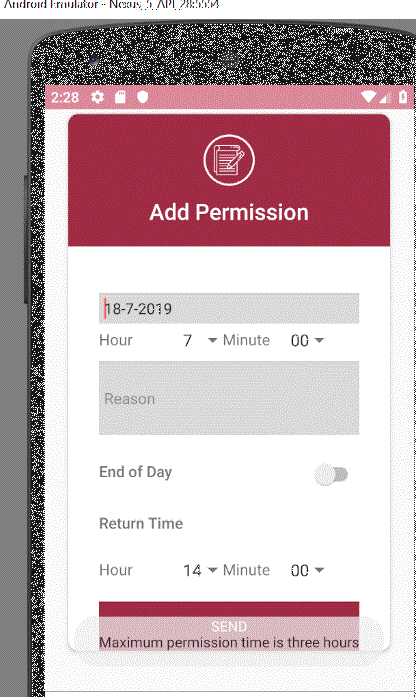 Android Emulator - Nexus_5_API_28:5554
2:28
Add Permission
18-7-2019
Hour 7 Minute 00
Reason
End of Day
Return Time
Hour 14 Minute 00
SEND
Maximum permission time is three hours